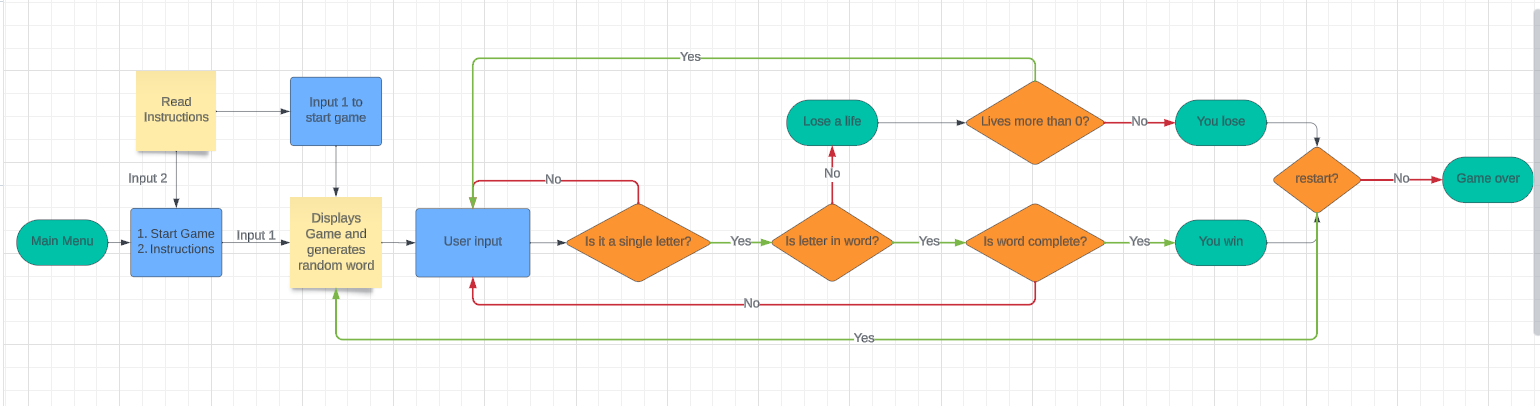 Yes
Read
Instructions
Input 1 to
start game
Lose a life
Lives more than 0?
No
You lose
No
Input 2
No
restart?
No
Game over
Main Menu
1. Start Game
2. Instructions
Input 1
Displays
Game and
generates
random word
User input
Is it a single letter?
Yes
Is letter in word?
Yes
Is word complete?
Yes
You win
No
Yes